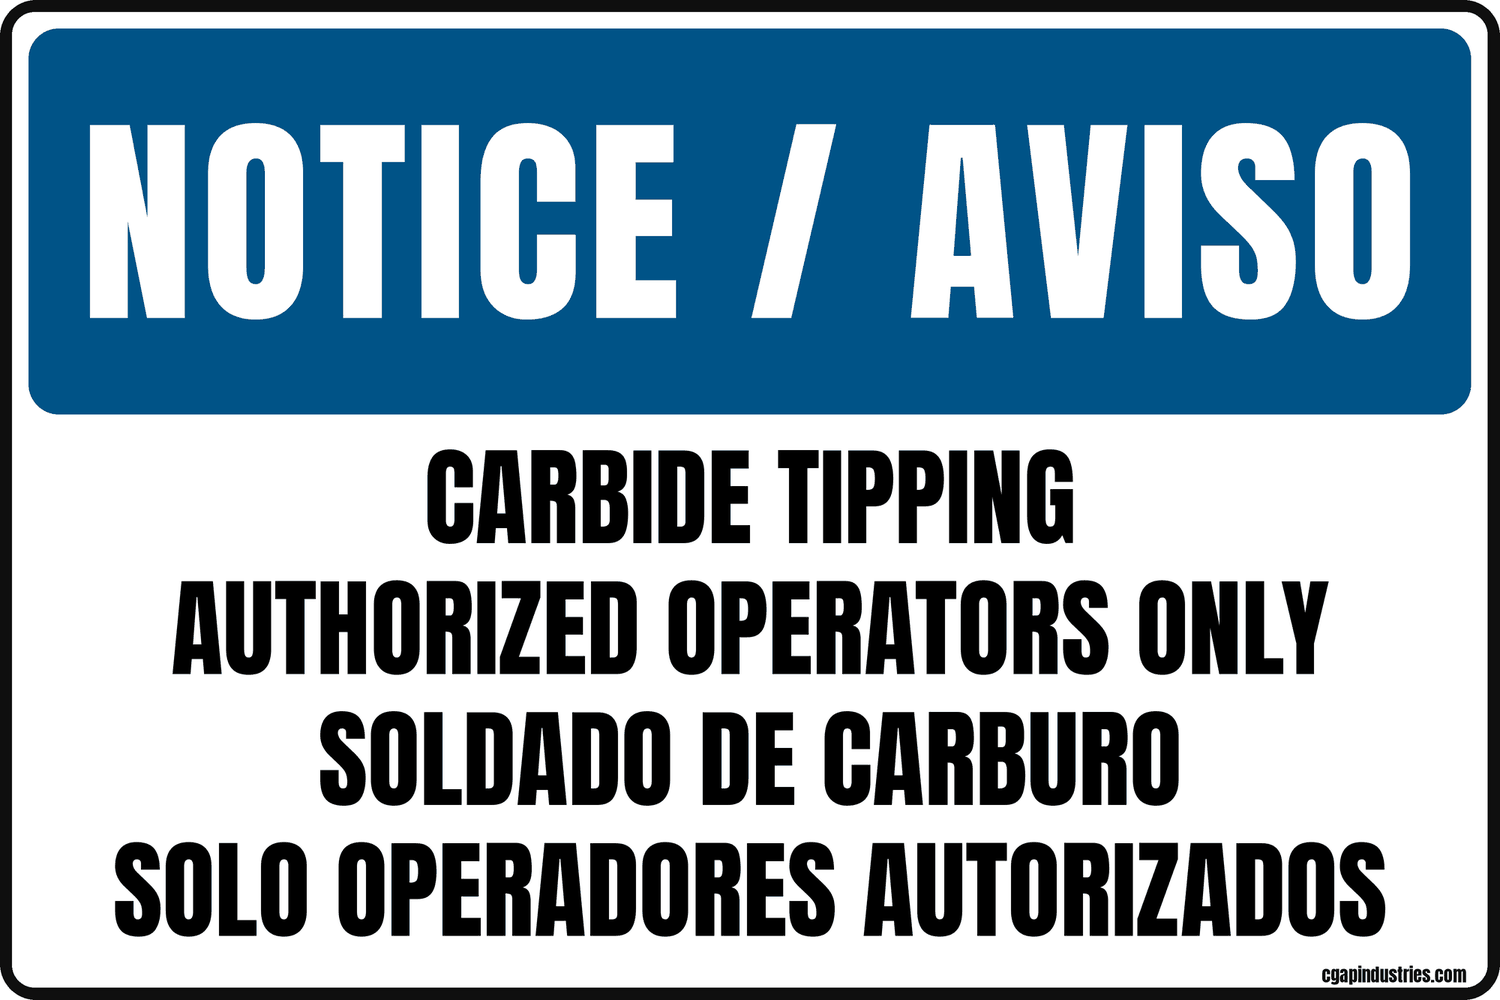 NOTICE / AVISO
CARBIDE TIPPING
AUTHORIZED OPERATORS ONLY
SOLDADO DE CARBURO
SOLO OPERADORES AUTORIZADOS
cgapindustries.com